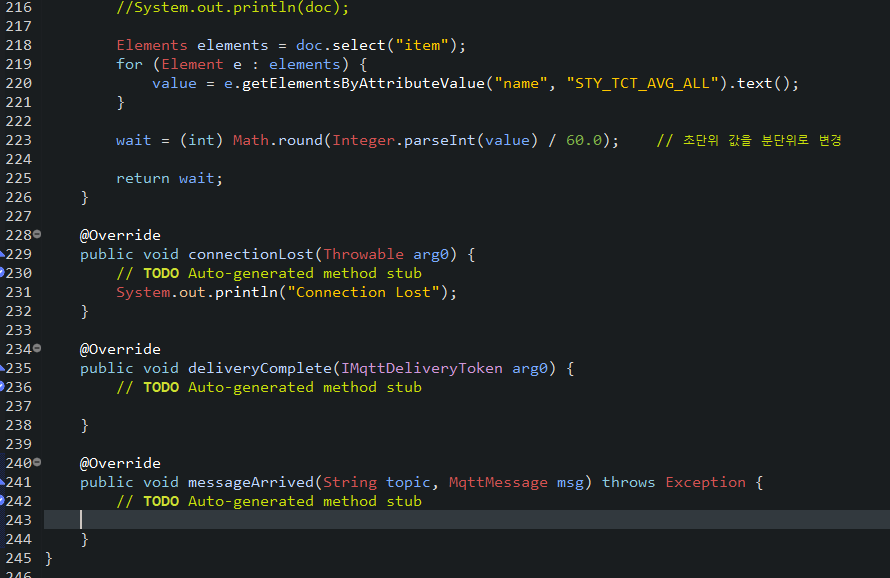 216 //System.out.println(doc);
217
218 Elements elements = doc.select("item");
219 for (Element e : elements) {
220 value = e.getElementsByAttributeValue("name", "STY_TCT_AVG_ALL").text();
221 }
222
223 wait = (int) Math.round(Integer.parseInt(value) / 60.0); // 초단위 값을 분단위로 변경
224
225 return wait;
226 }
227
228 @Override
229 public void connectionLost(Throwable arg0) {
230 // TODO Auto-generated method stub
231 System.out.println("Connection Lost");
232 }
233
234 @Override
235 public void deliveryComplete(IMqttDeliveryToken arg0) {
236 // TODO Auto-generated method stub
237
238 }
239
240 @Override
241 public void messageArrived(String topic, MqttMessage msg) throws Exception {
242 // TODO Auto-generated method stub
243
244 }
245 }
246